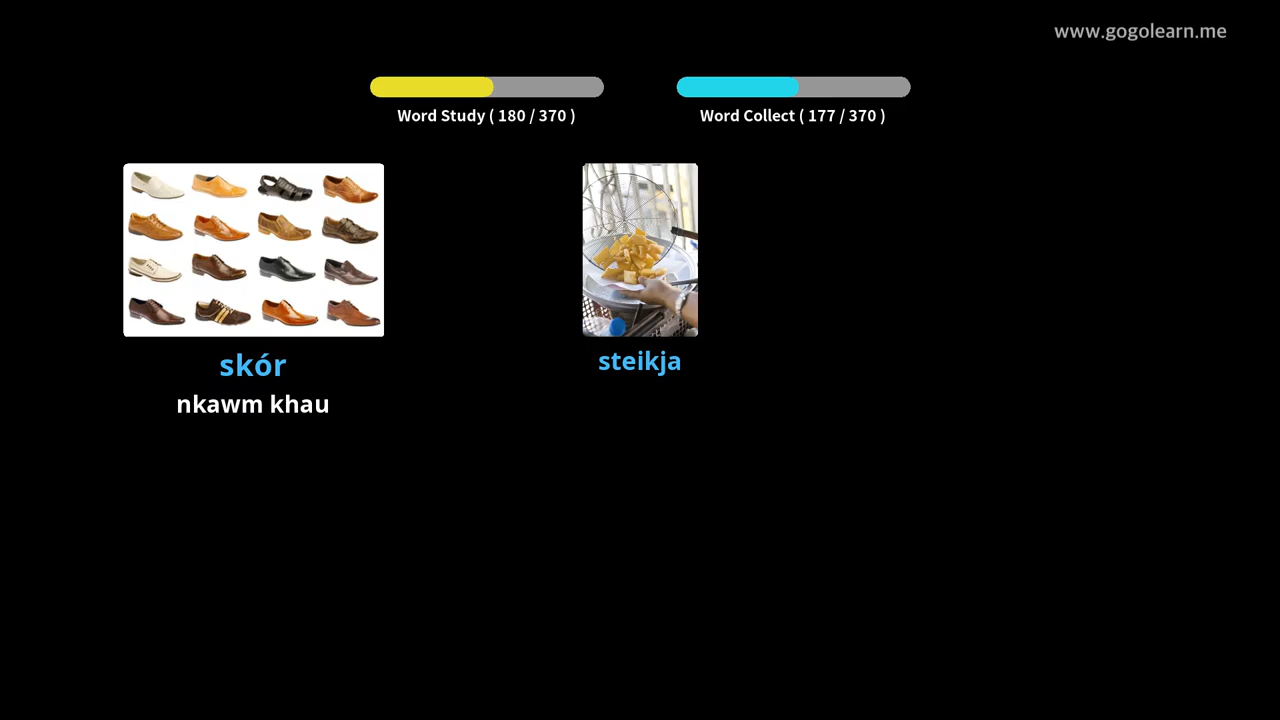 www.gogolearn.me
Word Study ( 180 / 370 )
Word Collect ( 177 / 370 )
skór
nkawm khau
steikja